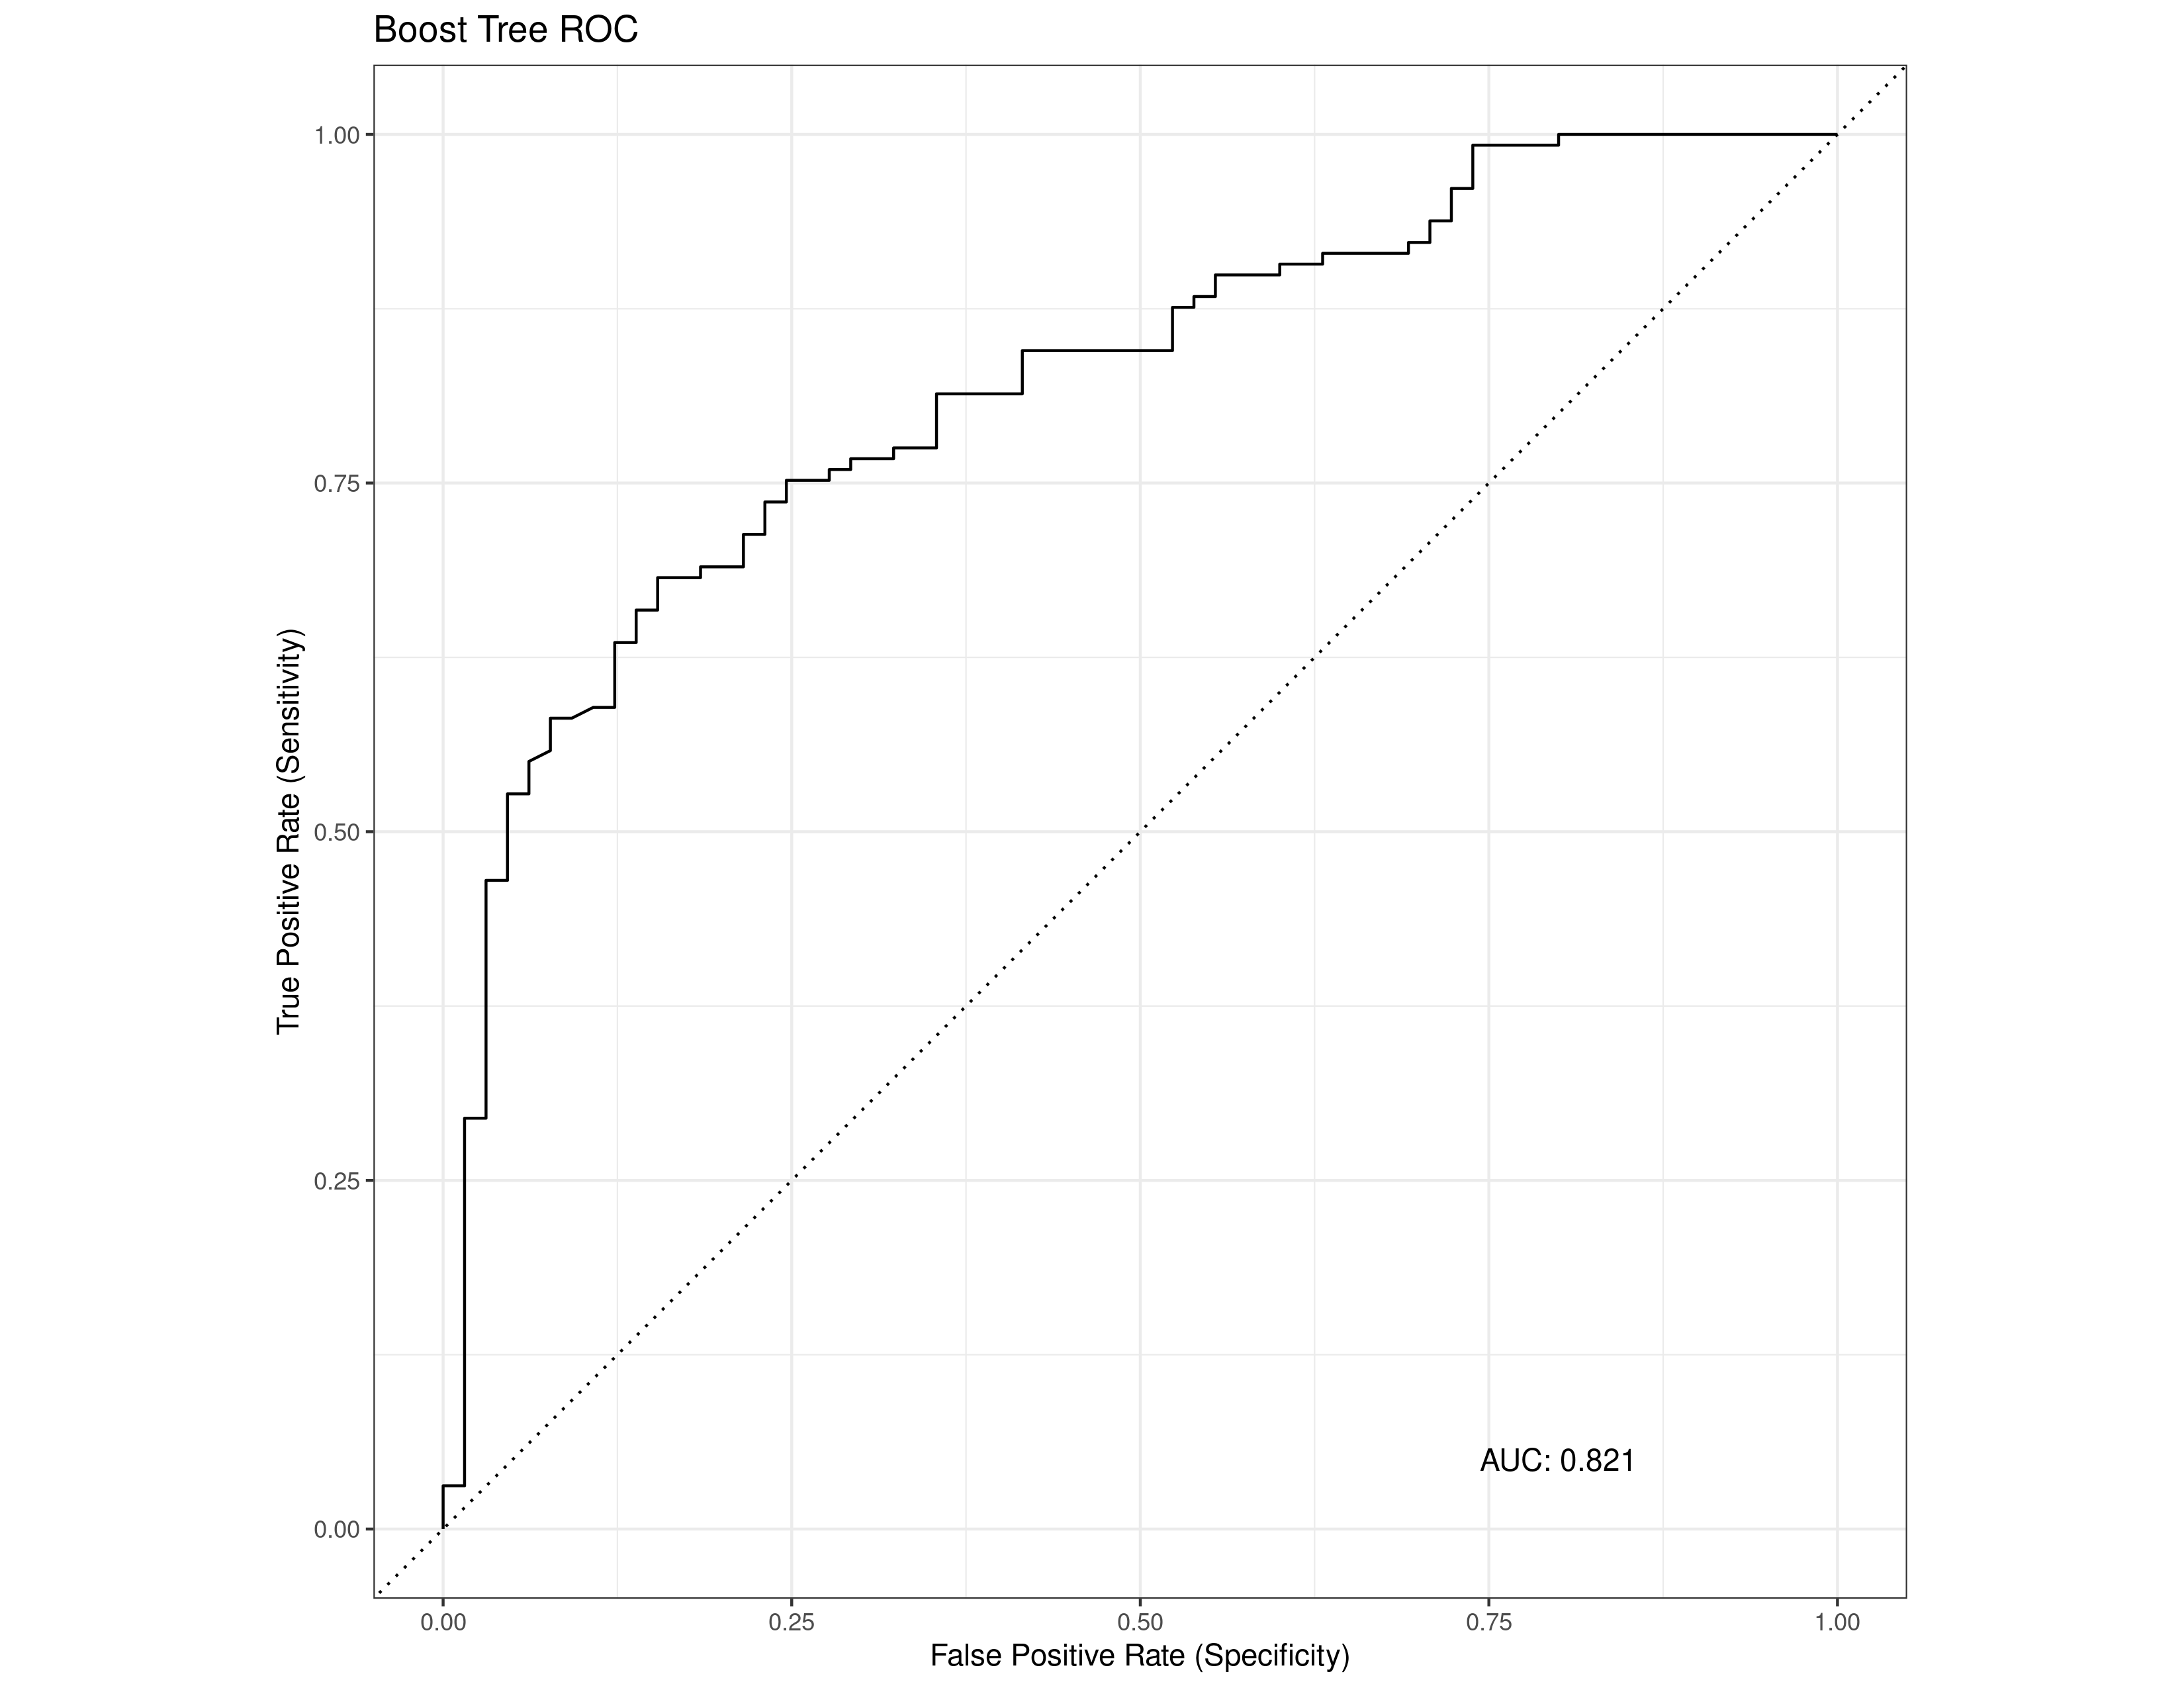 Boost Tree ROC
True Positive Rate (Sensitivity)
1.00
0.75
0.50
0.25
0.00
AUC: 0.821
0.00 0.25 0.50 0.75 1.00
False Positive Rate (Specificity)